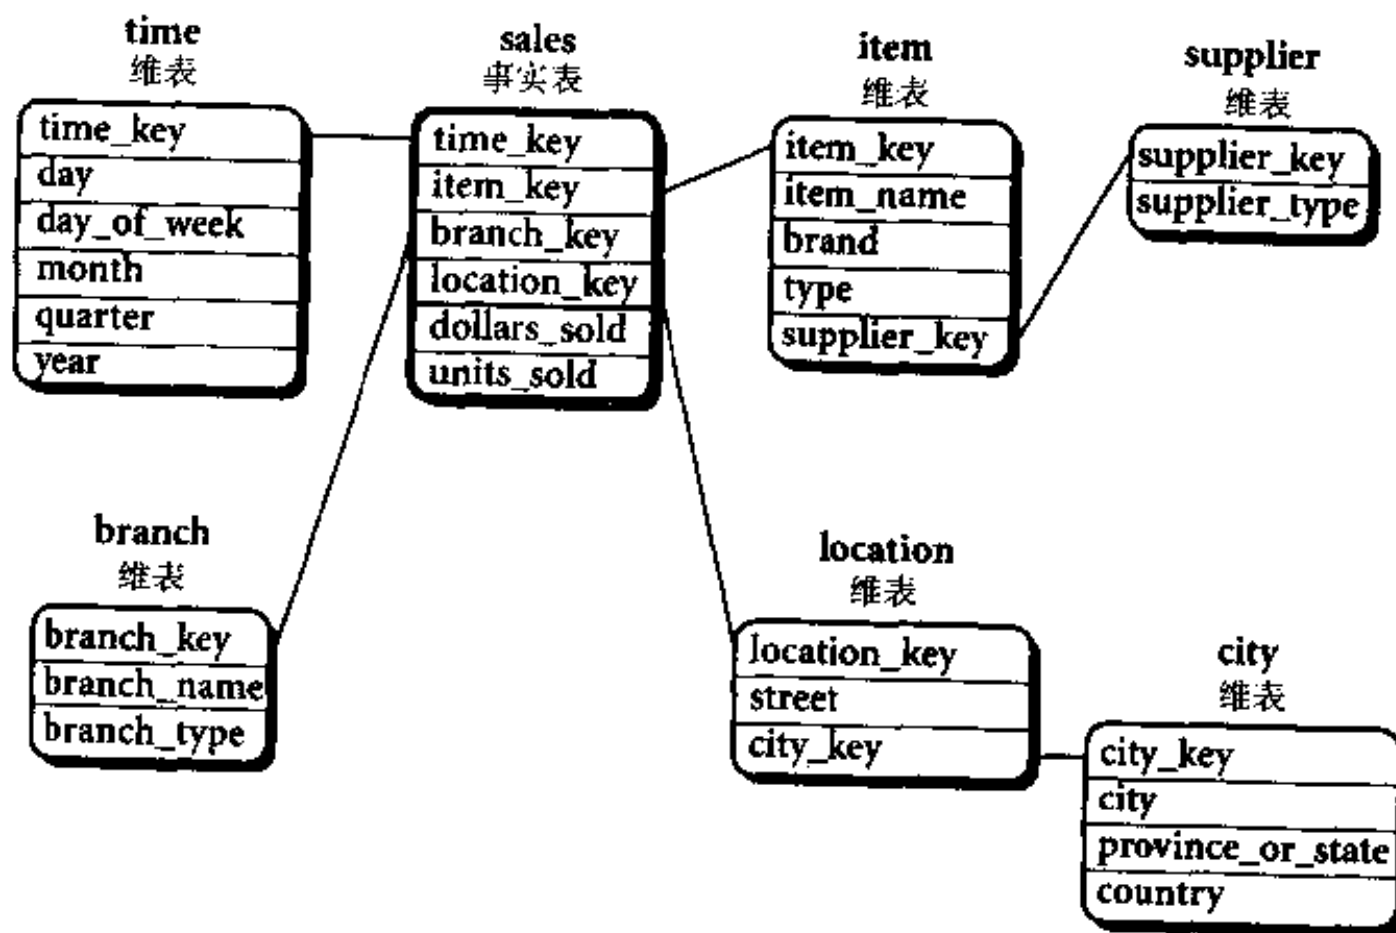 time
维表
time_key
day
day_of_week
month
quarter
year
sales
事实表
time_key
item_key
branch_key
location_key
dollars_sold
units_sold
item
维表
item_key
item_name
brand
type
supplier_key
supplier
维表
supplier_key
supplier_type
branch
维表
branch_key
branch_name
branch_type
location
维表
location_key
street
city_key
city
维表
city_key
city
province_or_state
country